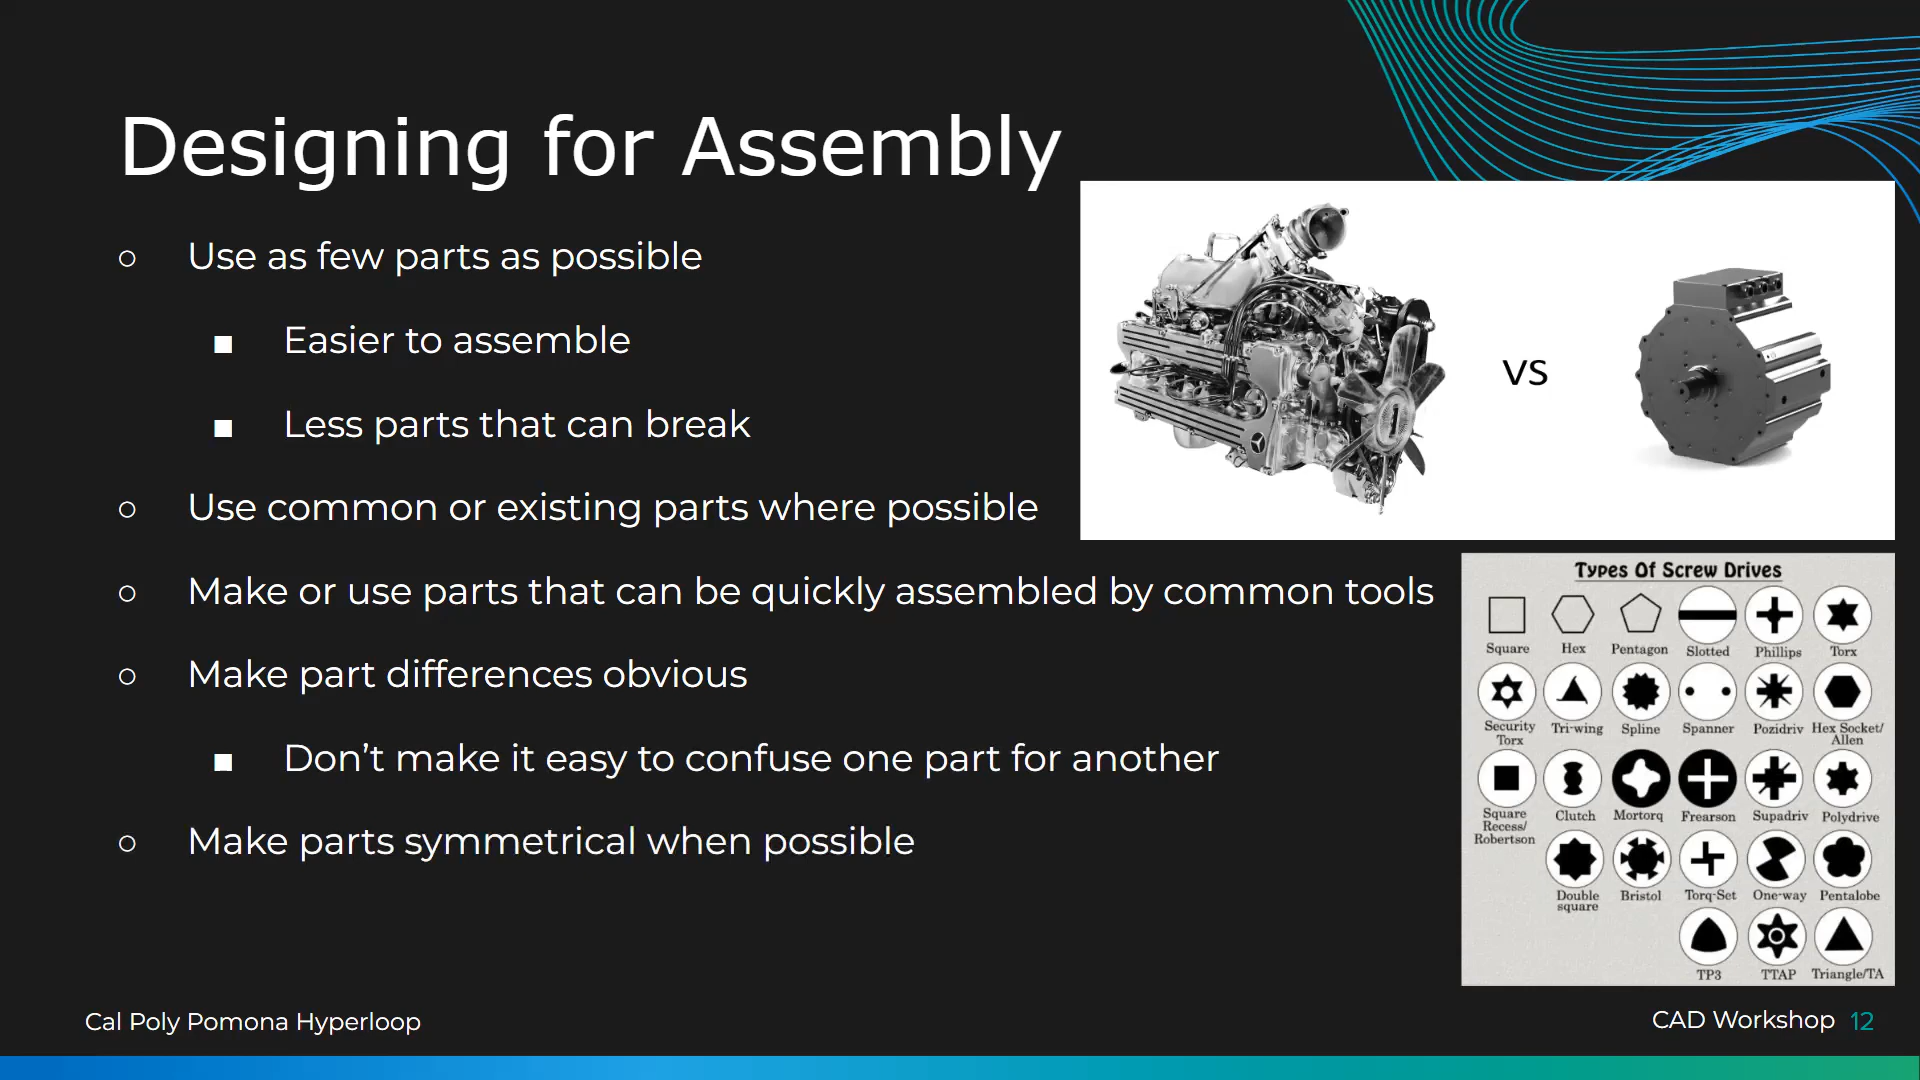 Designing for Assembly
Use as few parts as possible
Easier to assemble
Less parts that can break
Use common or existing parts where possible
Make or use parts that can be quickly assembled by common tools
Make part differences obvious
Don’t make it easy to confuse one part for another
Make parts symmetrical when possible
vs
Types Of Screw Drives
Square Hex Pentagon Slotted Phillips Torx
Security Torx Tri-wing Spline Spanner Pozidriv Hex Socket/ Allen
Square Recess/ Robertson Clutch Mortorq Frearson Supadriv Polydrive
Double square Bristol Torq-Set One-way Pentalobe
TP3 TTAP Triangle/TA
Cal Poly Pomona Hyperloop
CAD Workshop 12